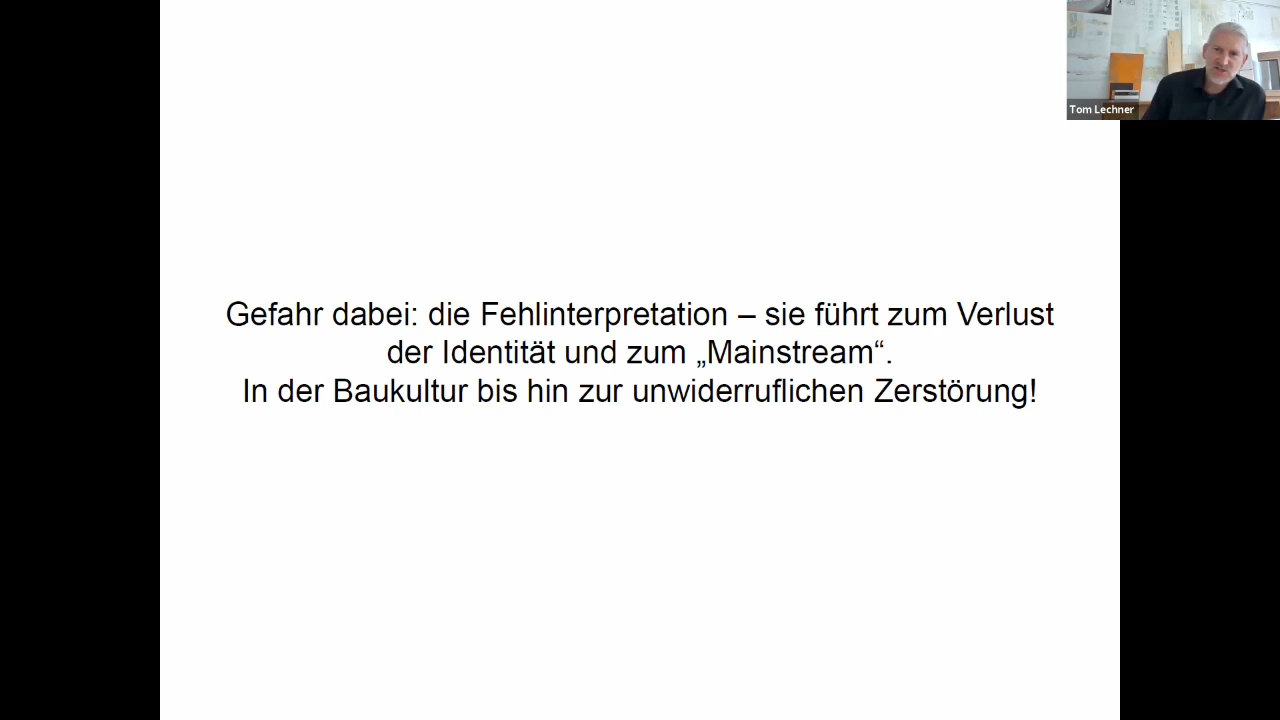 Tom Lechner
Gefahr dabei: die Fehlinterpretation – sie führt zum Verlust
der Identität und zum „Mainstream“.
In der Baukultur bis hin zur unwiderruflichen Zerstörung!